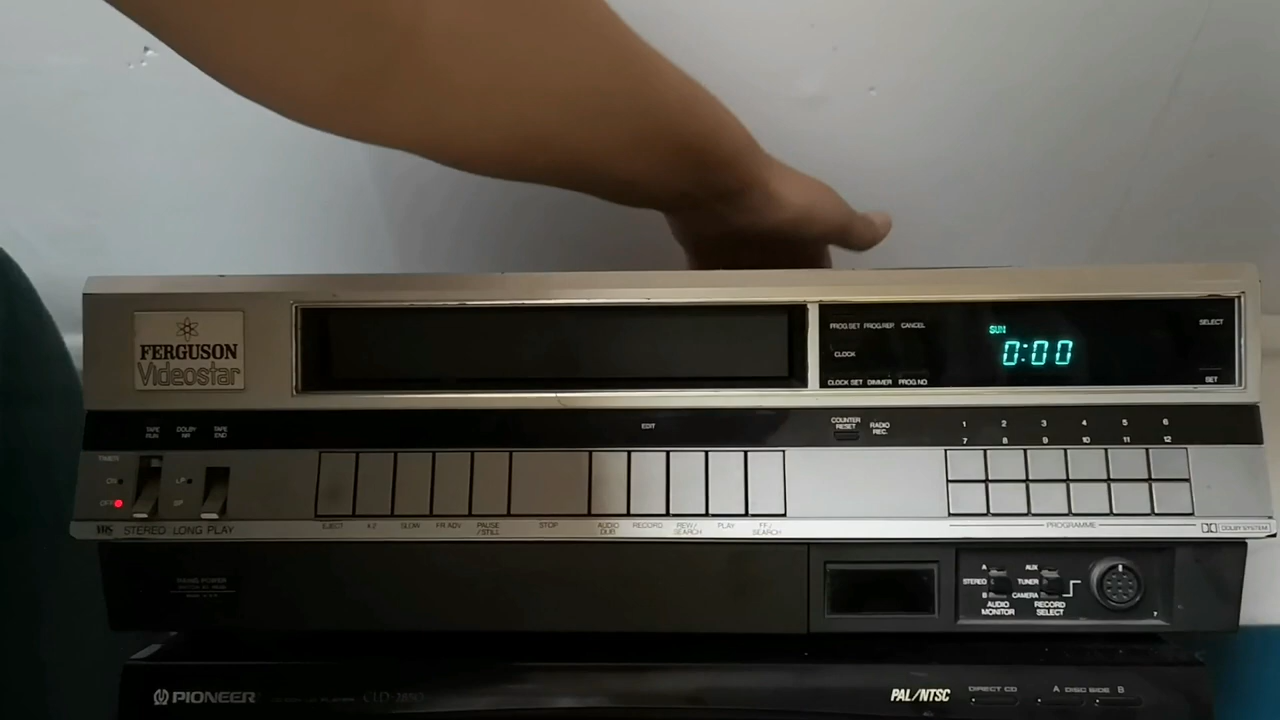 FERGUSON
Videostar
PROG.SET PROG.REP. CANCEL
CLOCK
CLOCK SET DIMMER PROG.NO.
SUN
0:00
SELECT
SET
TAPE RUN
DOLBY NR
TAPE END
EDIT
COUNTER RESET
RADIO REC.
1 2 3 4 5 6
7 8 9 10 11 12
TIMER
ON
OFF
LP
SP
EJECT X2 SLOW FR ADV PAUSE/STILL STOP AUDIO DUB RECORD REW/SEARCH PLAY FF/SEARCH
VHS STEREO LONG PLAY
PROGRAMME
DOLBY SYSTEM
A
STEREO
B
AUDIO MONITOR
AUX
TUNER
CAMERA
RECORD SELECT
PIONEER
PAL/NTSC
DIRECT CD
A DISC SIDE B